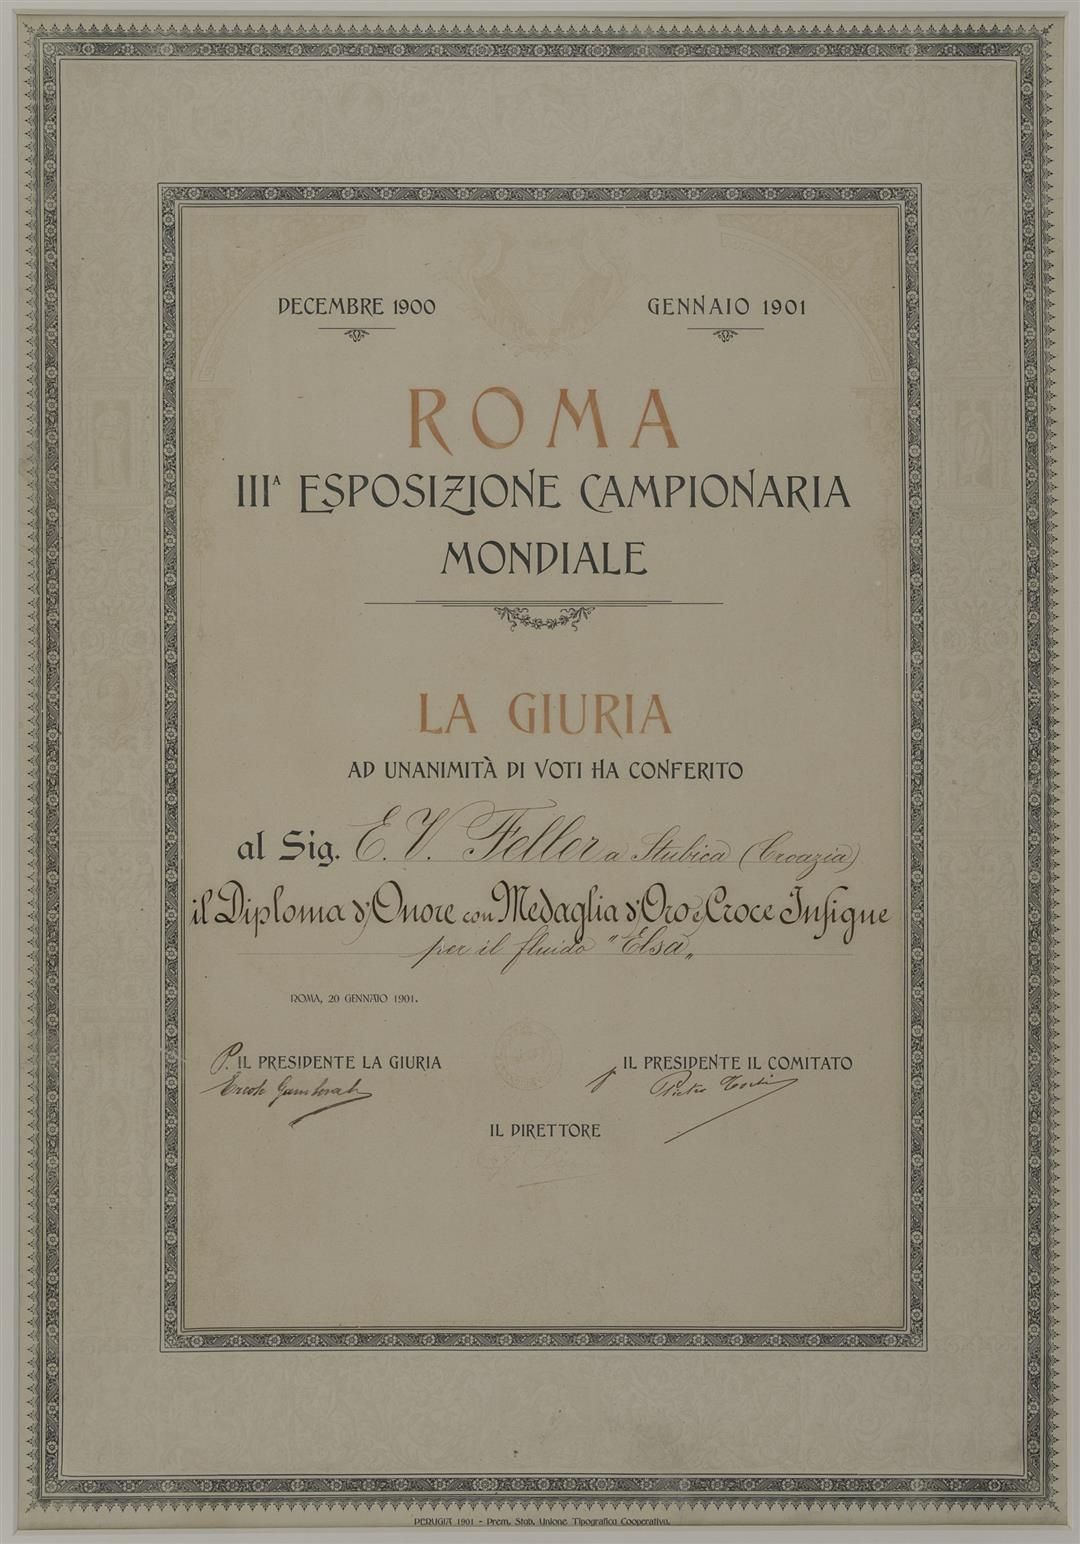 DECEMBRE 1900
GENNAIO 1901
ROMA
IIIᴬ ESPOSIZIONE CAMPIONARIA
MONDIALE
LA GIURIA
AD UNANIMITÀ DI VOTI HA CONFERITO
al Sig. E. V. Feller a Stubica (Croazia)
il Diploma d'Onore con Medaglia d'Oro e Croce Insigne
per il fluido "Elsa„
ROMA, 20 GENNAIO 1901.
P. IL PRESIDENTE LA GIURIA
p IL PRESIDENTE IL COMITATO
Pietro
IL DIRETTORE
PERUGIA 1901 - Prem. Stab. Unione Tipografica Cooperativa.